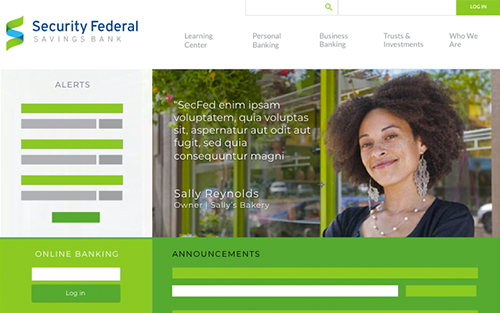 LOG IN
Security Federal
SAVINGS BANK
Learning
Center
Personal
Banking
Business
Banking
Trusts &
Investments
Who We
Are
ALERTS
“SecFed enim ipsam
voluptatem, qula voluptas
sit, aspernatur aut odit aut
fugit, sed quia
consequuntur magni
Sally Reynolds
Owner | Sally's Bakery
ONLINE BANKING
Log in
ANNOUNCEMENTS